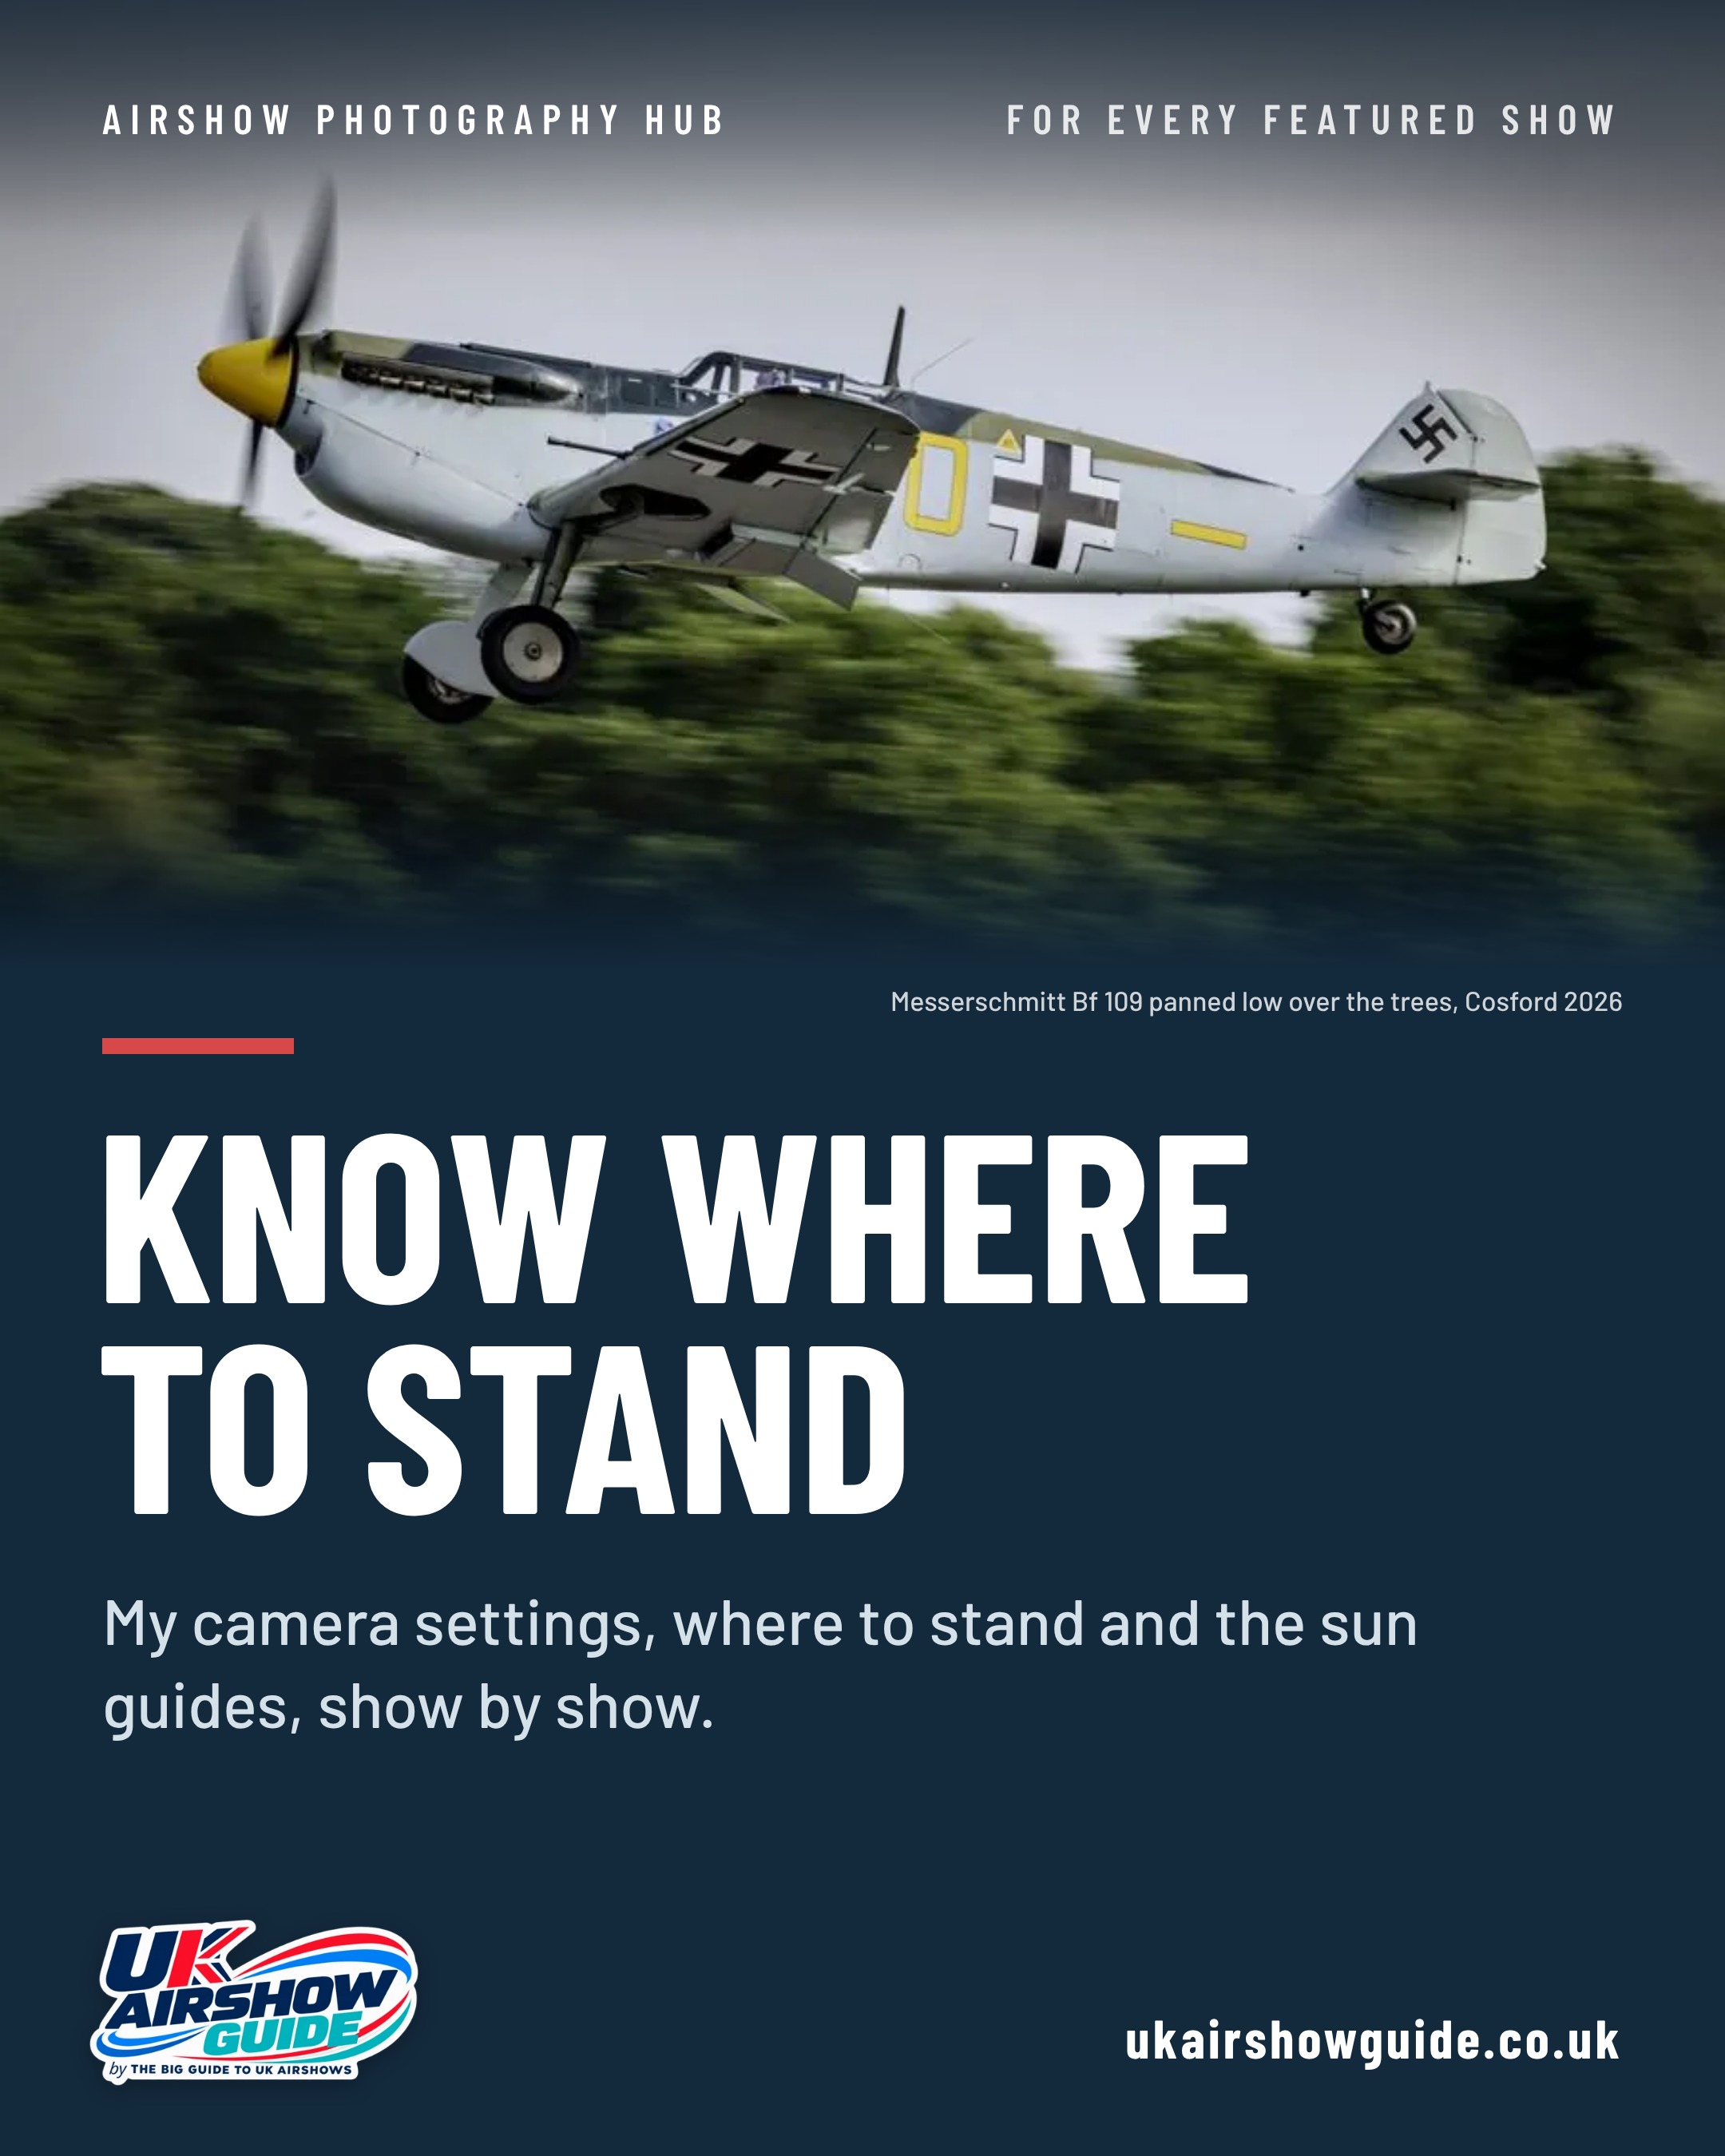 AIRSHOW PHOTOGRAPHY HUB
FOR EVERY FEATURED SHOW
Messerschmitt Bf 109 panned low over the trees, Cosford 2026
KNOW WHERE
TO STAND
My camera settings, where to stand and the sun
guides, show by show.
UK
AIRSHOW
GUIDE
by THE BIG GUIDE TO UK AIRSHOWS
ukairshowguide.co.uk